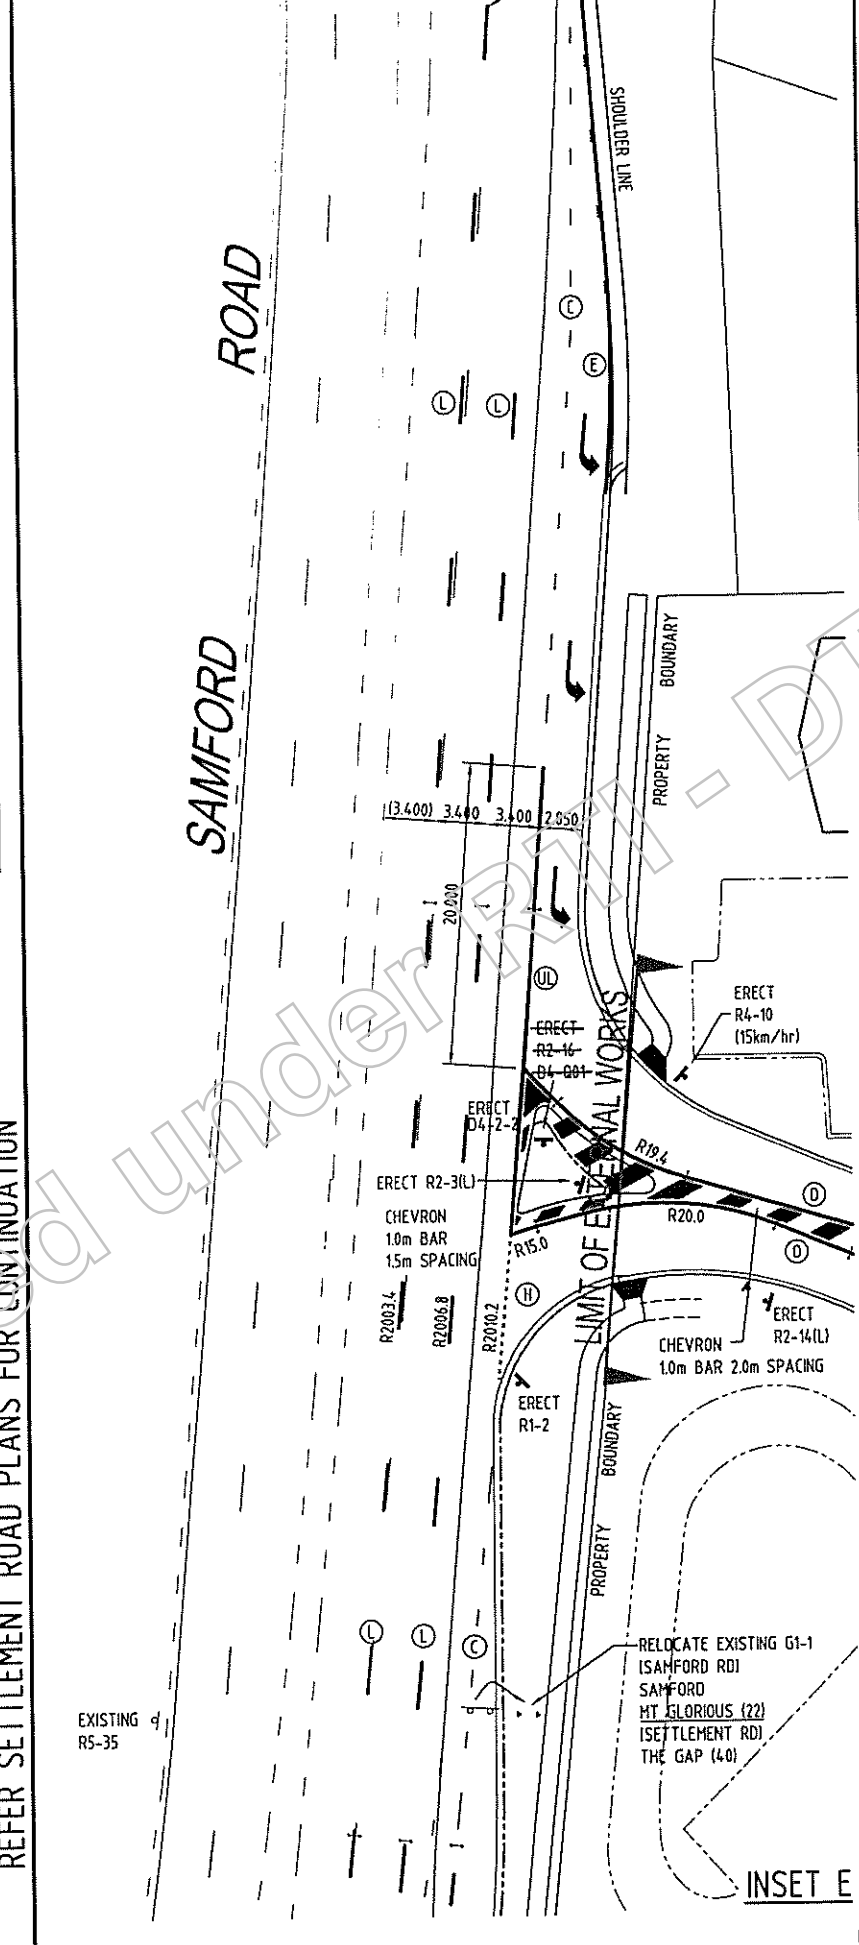 SHOULDER LINE
SAMFORD ROAD
C
E
L
L
PROPERTY BOUNDARY
(3.400) 3.400 3.400 2.850
20.000
UL
ERECT
R4-10
(15km/hr)
ERECT
R2-16
D4-Q01
ERECT
D4-2-2
LIMIT OF EXTERNAL WORKS
R19.4
ERECT R2-3(L)
D
CHEVRON
1.0m BAR
1.5m SPACING
R20.0
R15.0
D
H
R2003.4
R2006.8
R2010.2
ERECT
R2-14(L)
CHEVRON
1.0m BAR 2.0m SPACING
ERECT
R1-2
PROPERTY BOUNDARY
L
L
C
RELOCATE EXISTING G1-1
[SAMFORD RD]
SAMFORD
MT GLORIOUS (22)
[SETTLEMENT RD]
THE GAP (40)
EXISTING
R5-35
INSET E
REFER SETTLEMENT ROAD PLANS FOR CONTINUATION
ed under RTI - DT